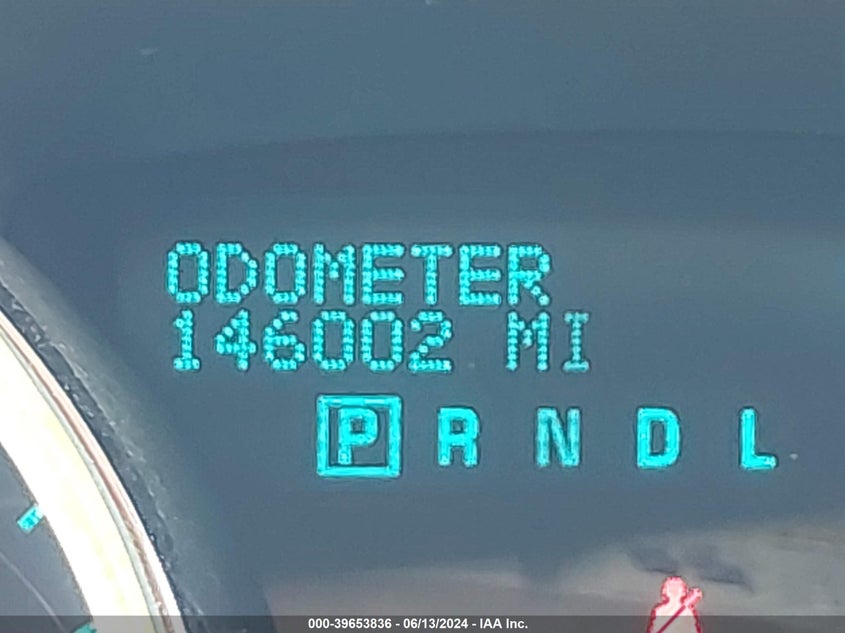 ODOMETER
146002 MI
P R N D L
000-39653836 - 06/13/2024 - IAA Inc.